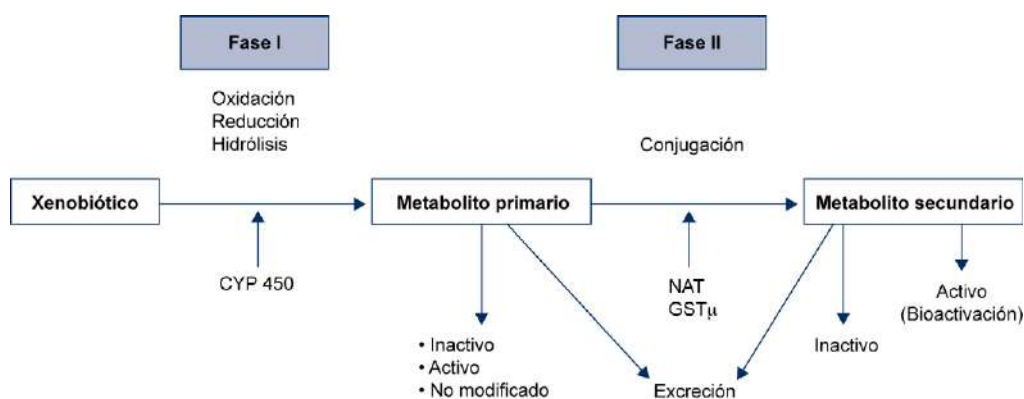 Fase I
Fase II
Oxidación
Reducción
Hidrólisis
Conjugación
Xenobiótico
Metabolito primario
Metabolito secundario
CYP 450
NAT
GSTµ
Activo
(Bioactivación)
• Inactivo
• Activo
• No modificado
Inactivo
Excreción